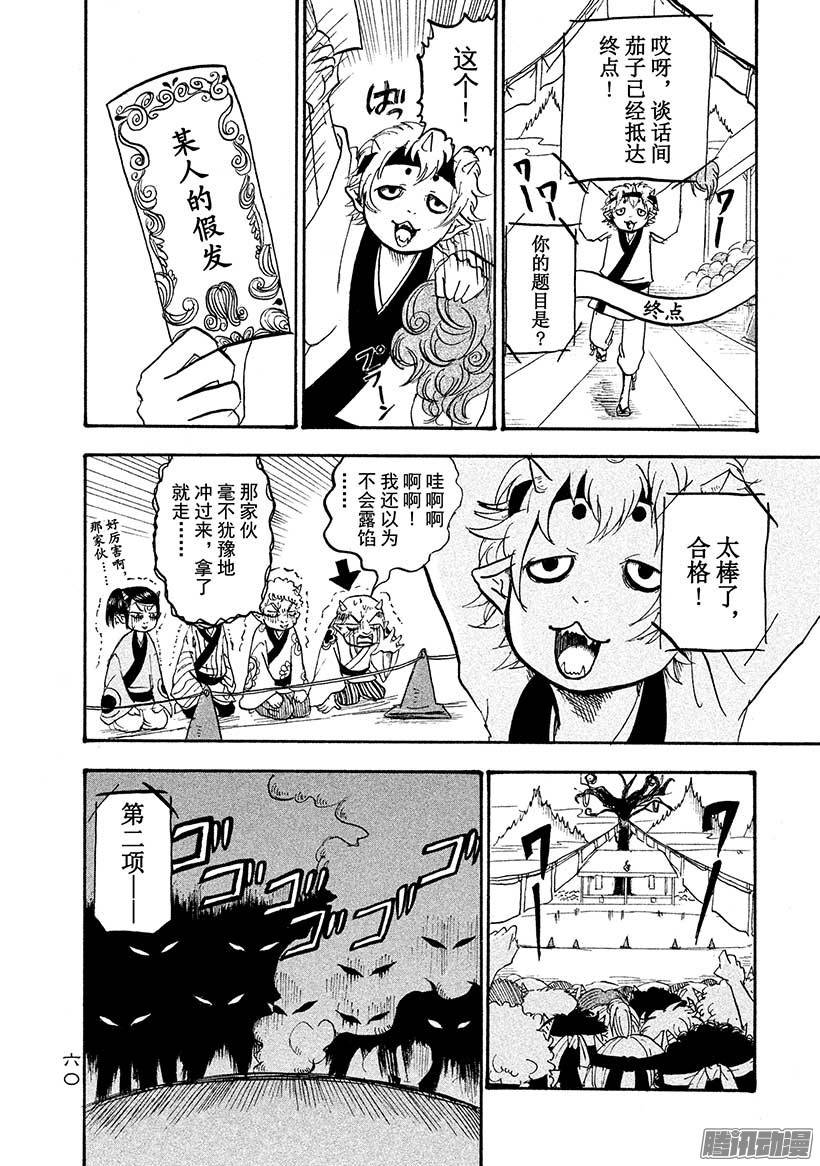 哎呀，谈话间
茄子已经抵达
终点！
ワー
ワー
你的题目是？
终点
这个！
ばっ
プラーン
某人的假发
太棒了，
合格！
哇啊啊
啊啊！
我还以为
不会露馅
……
那家伙
毫不犹豫地
冲过来，拿了
就走……
好厉害啊
那家伙……
ワー
ワー
第二项——
ゴゴゴゴ
六〇
腾讯动漫